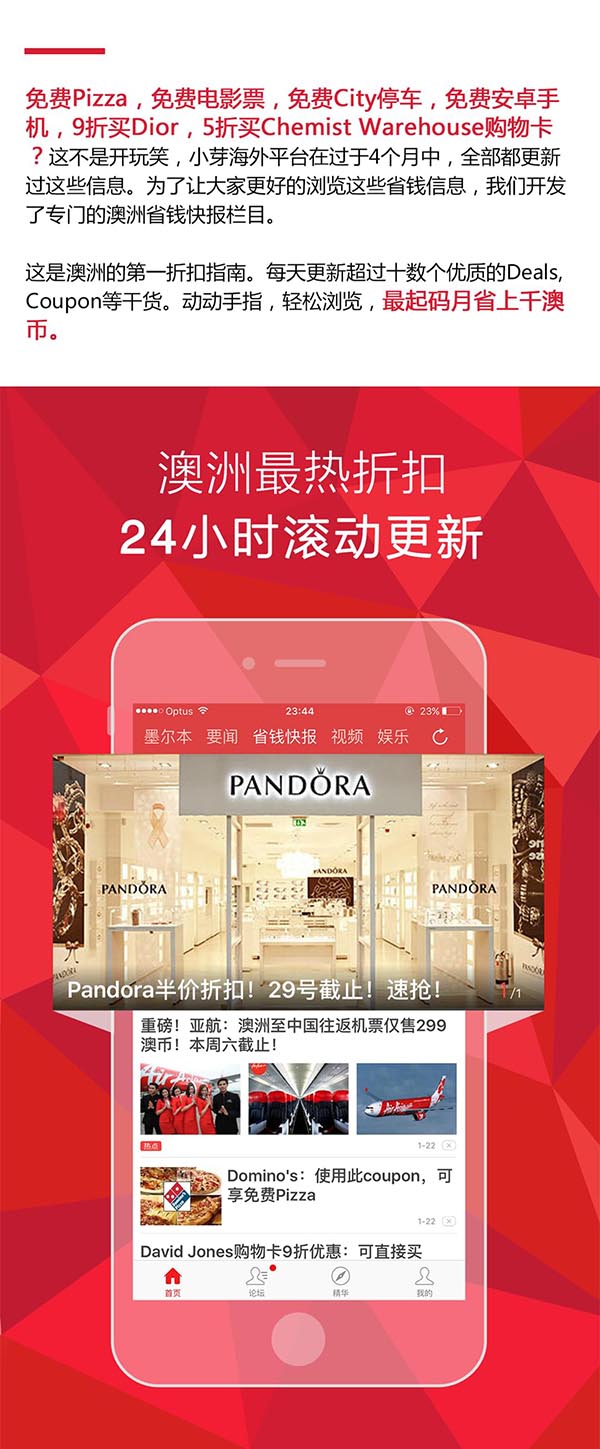 免费Pizza，免费电影票，免费City停车，免费安卓手
机，9折买Dior，5折买Chemist Warehouse购物卡
？这不是开玩笑，小芽海外平台在过于4个月中，全部都更新
过这些信息。为了让大家更好的浏览这些省钱信息，我们开发
了专门的澳洲省钱快报栏目。
这是澳洲的第一折扣指南。每天更新超过十数个优质的Deals,
Coupon等干货。动动手指，轻松浏览，最起码月省上千澳
币。
澳洲最热折扣
24小时滚动更新
Optus 23:44 23%
墨尔本 要闻 省钱快报 视频 娱乐
PANDORA
PANDORA PANDORA
PANDORA
PANDORA
Pandora半价折扣！29号截止！速抢！ 1/1
重磅！亚航：澳洲至中国往返机票仅售299
澳币！本周六截止！
AirAsia
热点 1-22
Domino's：使用此coupon，可
享免费Pizza
1-22
David Jones购物卡9折优惠：可直接买
首页 论坛 精华 我的